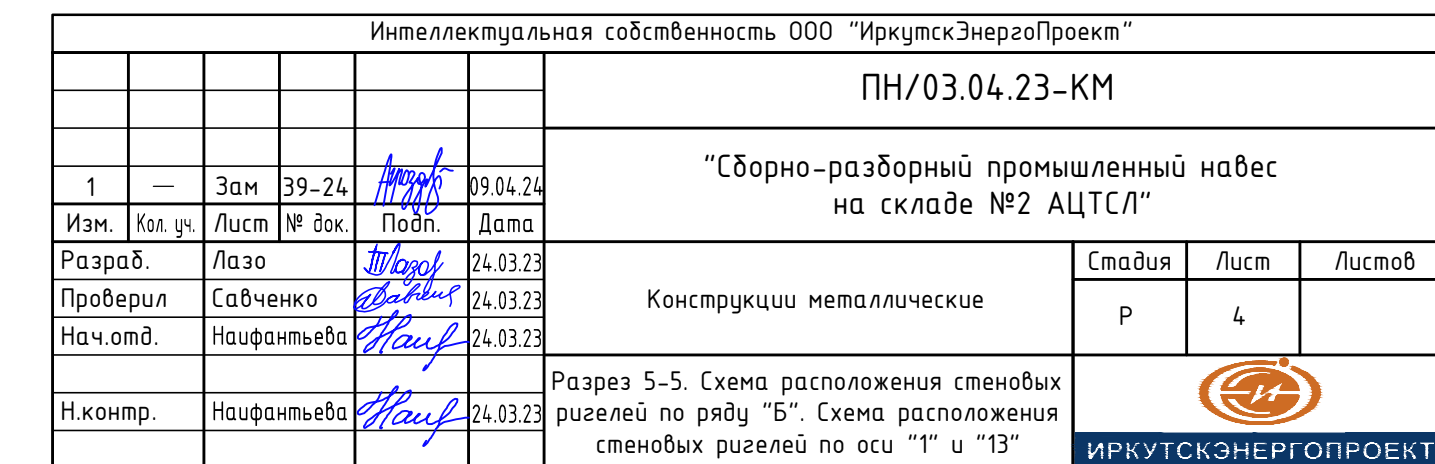 Интеллектуальная собственность ООО "ИркутскЭнергоПроект"
ПН/03.04.23-КМ
"Сборно-разборный промышленный навес
на складе №2 АЦТСЛ"
1 — Зам 39-24 09.04.24
Изм. Кол. уч. Лист № док. Подп. Дата
Разраб. Лазо 24.03.23
Проверил Савченко 24.03.23
Нач.отд. Наифантьева 24.03.23
Н.контр. Наифантьева 24.03.23
Конструкции металлические
Стадия Лист Листов
Р 4
Разрез 5-5. Схема расположения стеновых
ригелей по ряду "Б". Схема расположения
стеновых ригелей по оси "1" и "13"
ИРКУТСКЭНЕРГОПРОЕКТ